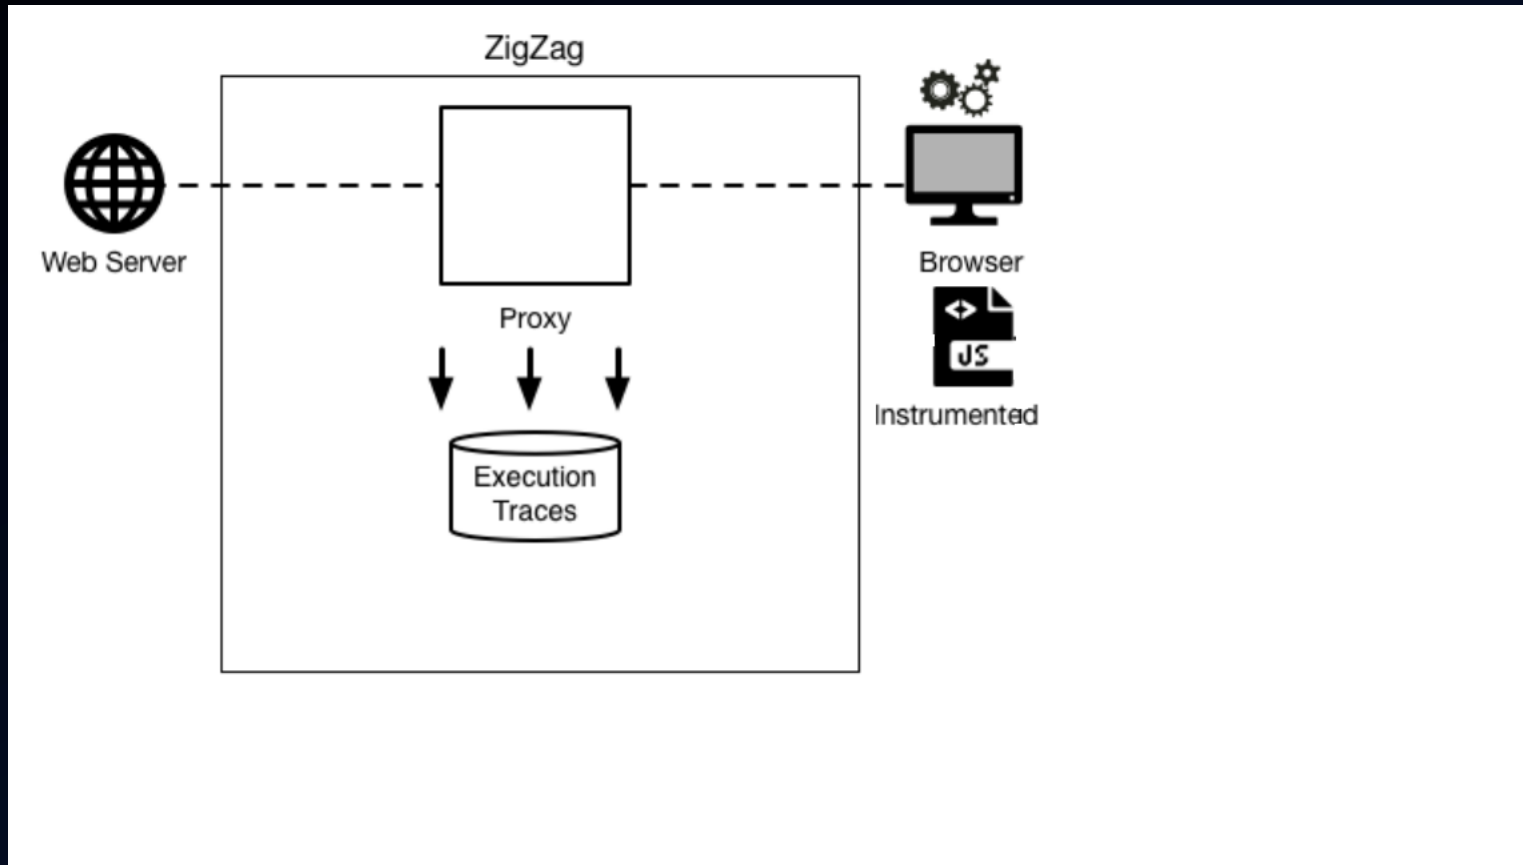 ZigZag
Web Server
Proxy
Browser
<>
JS
Instrumented
Execution
Traces